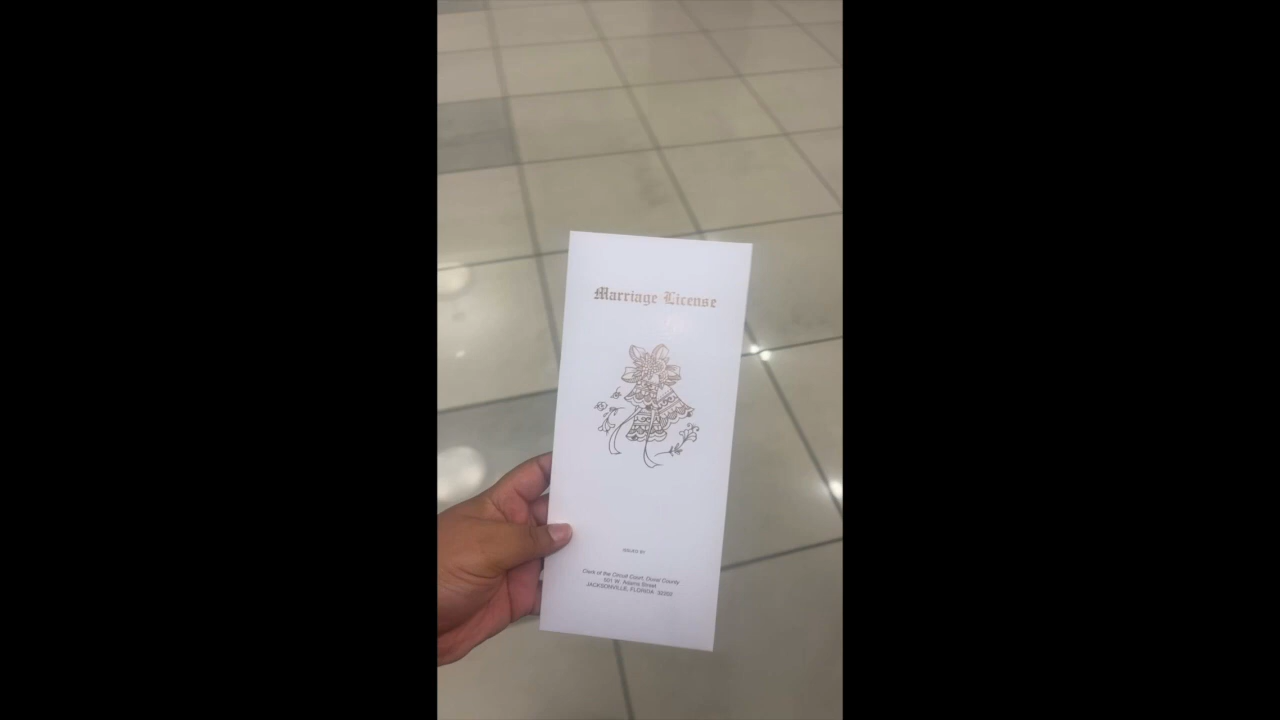 Marriage License
ISSUED BY
Clerk of the Circuit Court, Duval County
501 W. Adams Street
JACKSONVILLE, FLORIDA 32202